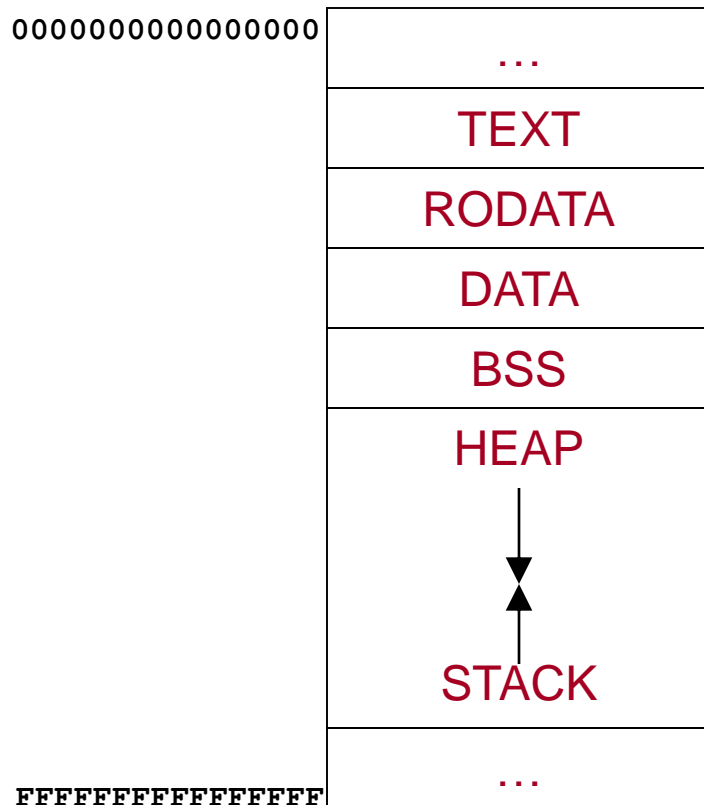 0000000000000000
...
TEXT
RODATA
DATA
BSS
HEAP
STACK
...
FFFFFFFFFFFFFFFF